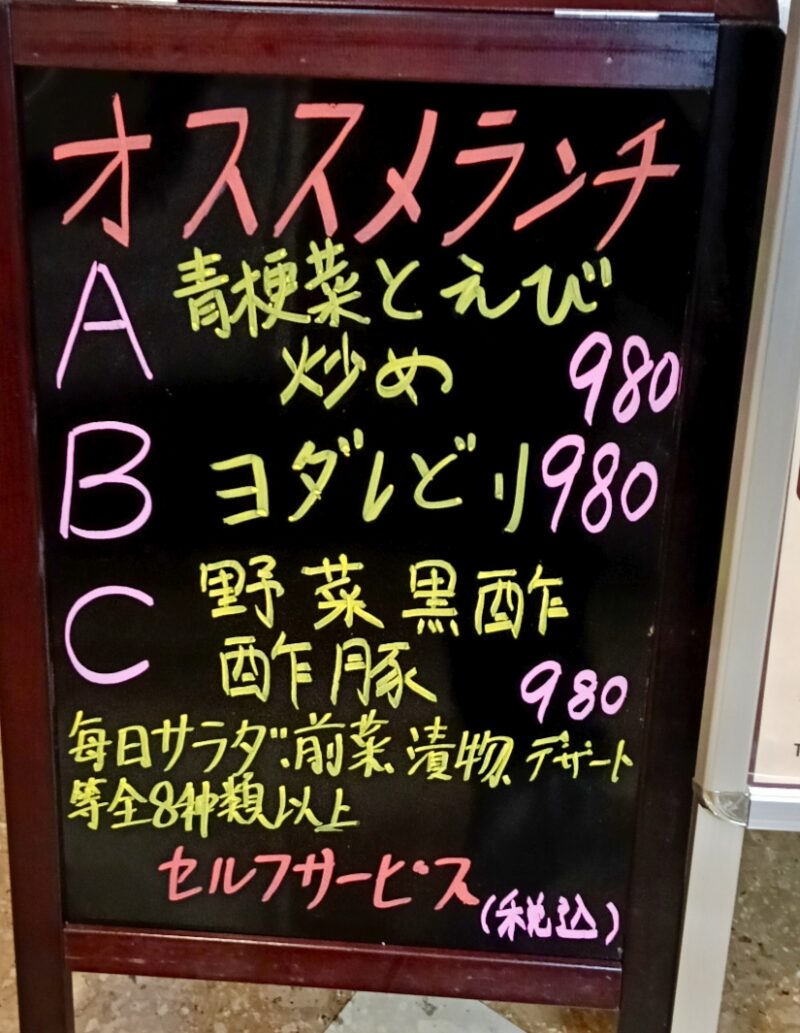 オススメランチ
A 青梗菜とえび
炒め 980
B ヨダレどり 980
C 野菜黒酢
酢豚 980
毎日サラダ、前菜、漬物、デザート
等全8種類以上
セルフサービス
(税込)